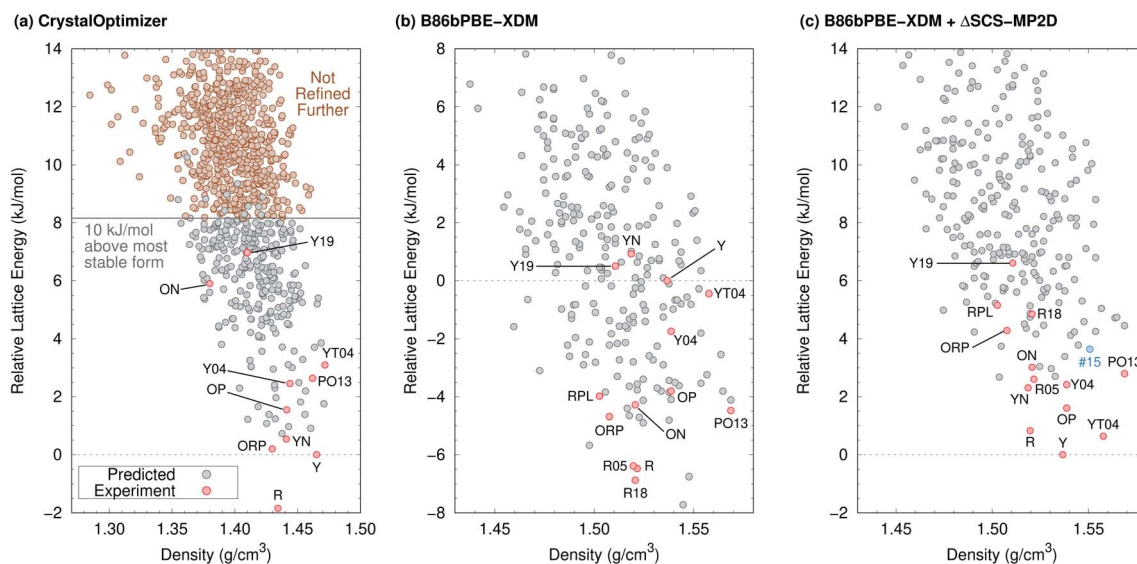 (a) CrystalOptimizer
(b) B86bPBE−XDM
(c) B86bPBE−XDM + ΔSCS−MP2D
Relative Lattice Energy (kJ/mol)
14
12
10
8
6
4
2
0
−2
Not
Refined
Further
10 kJ/mol
above most
stable form
Y19
ON
YT04
Y04
PO13
OP
ORP
YN
Y
R
Predicted
Experiment
1.30
1.35
1.40
1.45
1.50
Density (g/cm³)
Relative Lattice Energy (kJ/mol)
14
12
10
8
6
4
2
0
−2
−4
−6
−8
YN
Y
Y19
YT04
Y04
RPL
OP
ORP
ON
PO13
R05
R
R18
1.45
1.50
1.55
Density (g/cm³)
Relative Lattice Energy (kJ/mol)
14
12
10
8
6
4
2
0
−2
Y19
RPL
R18
ORP
#15
ON
PO13
R05
Y04
YN
OP
YT04
R
Y
1.45
1.50
1.55
Density (g/cm³)